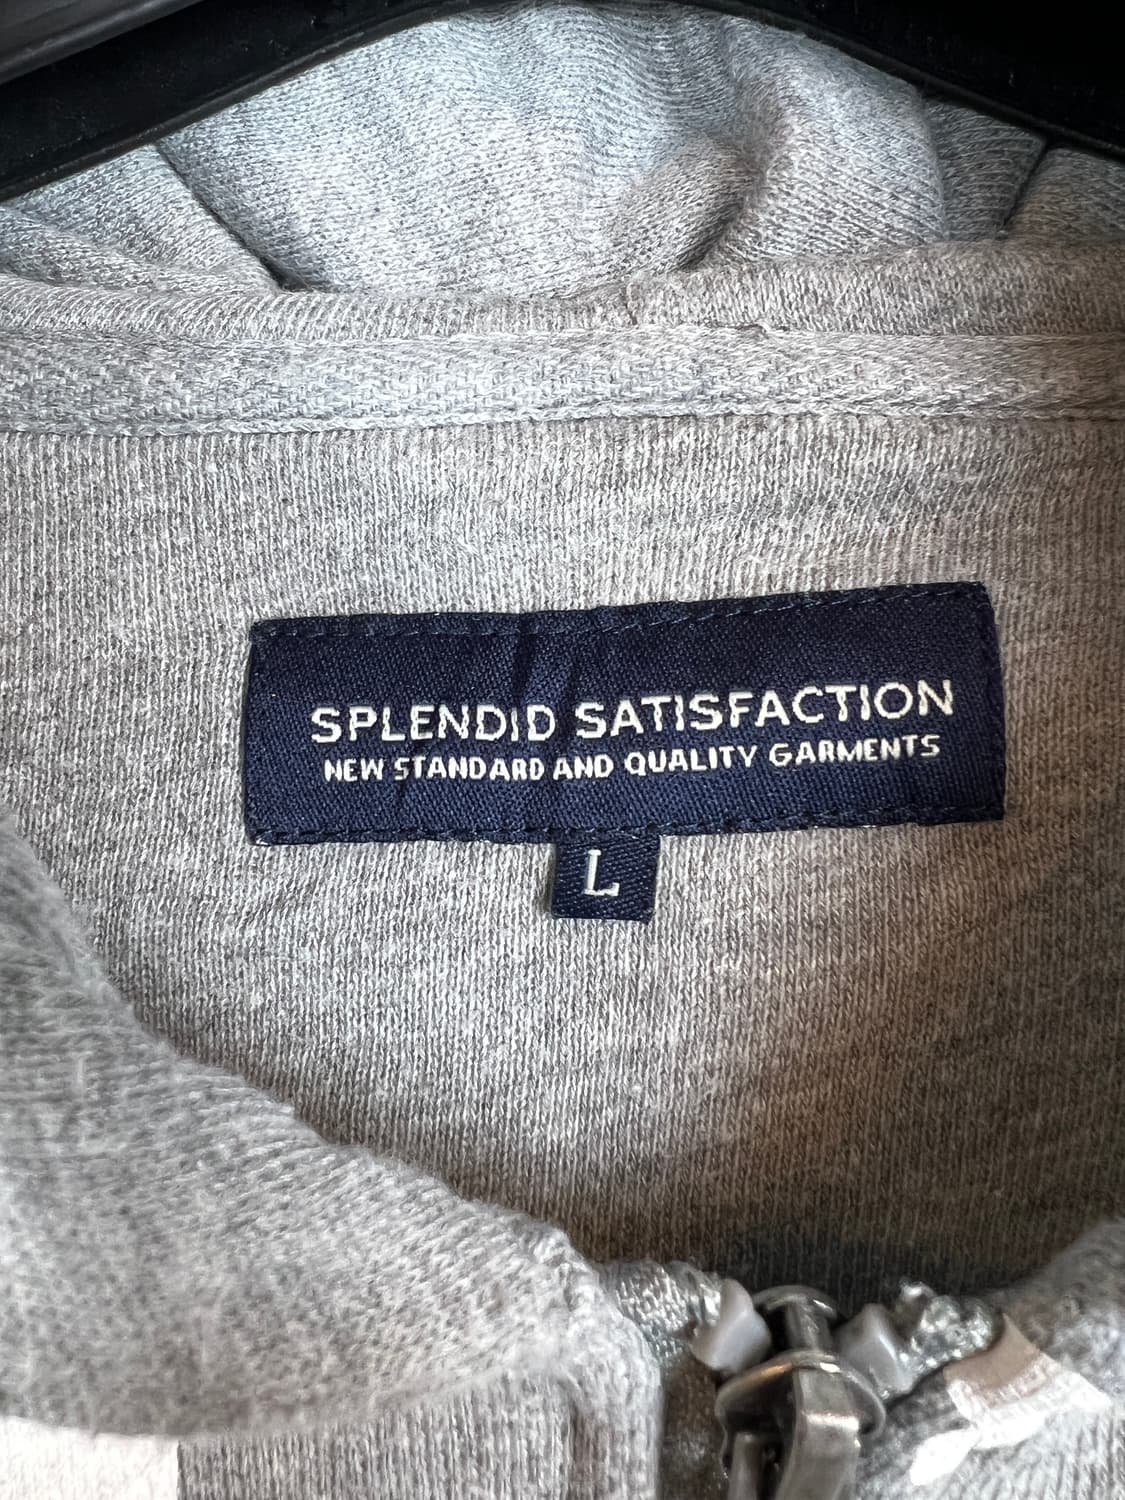 SPLENDID SATISFACTION
NEW STANDARD AND QUALITY GARMENTS
L